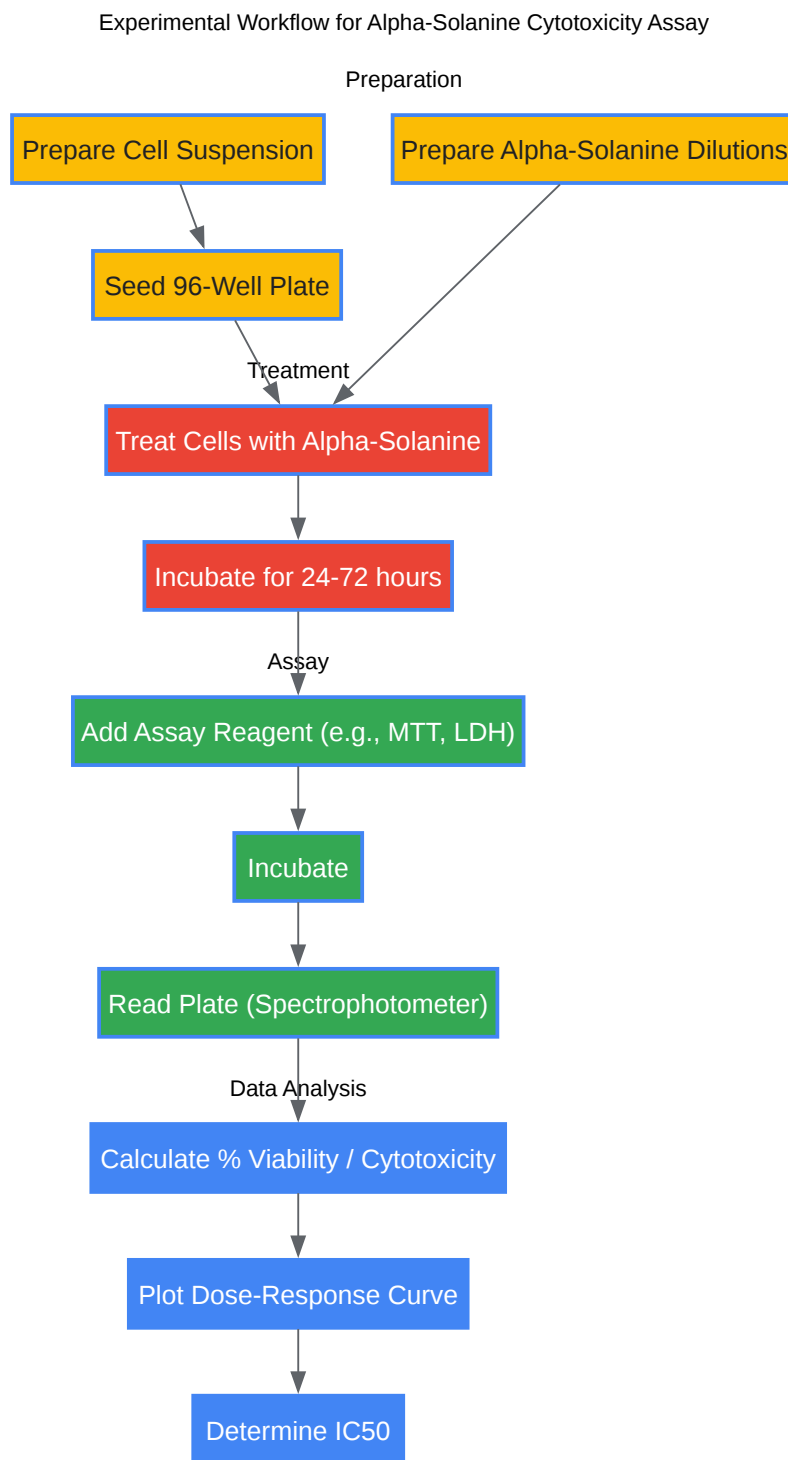 Experimental Workflow for Alpha-Solanine Cytotoxicity Assay
Preparation
Prepare Cell Suspension
Prepare Alpha-Solanine Dilutions
Seed 96-Well Plate
Treatment
Treat Cells with Alpha-Solanine
Incubate for 24-72 hours
Assay
Add Assay Reagent (e.g., MTT, LDH)
Incubate
Read Plate (Spectrophotometer)
Data Analysis
Calculate % Viability / Cytotoxicity
Plot Dose-Response Curve
Determine IC50